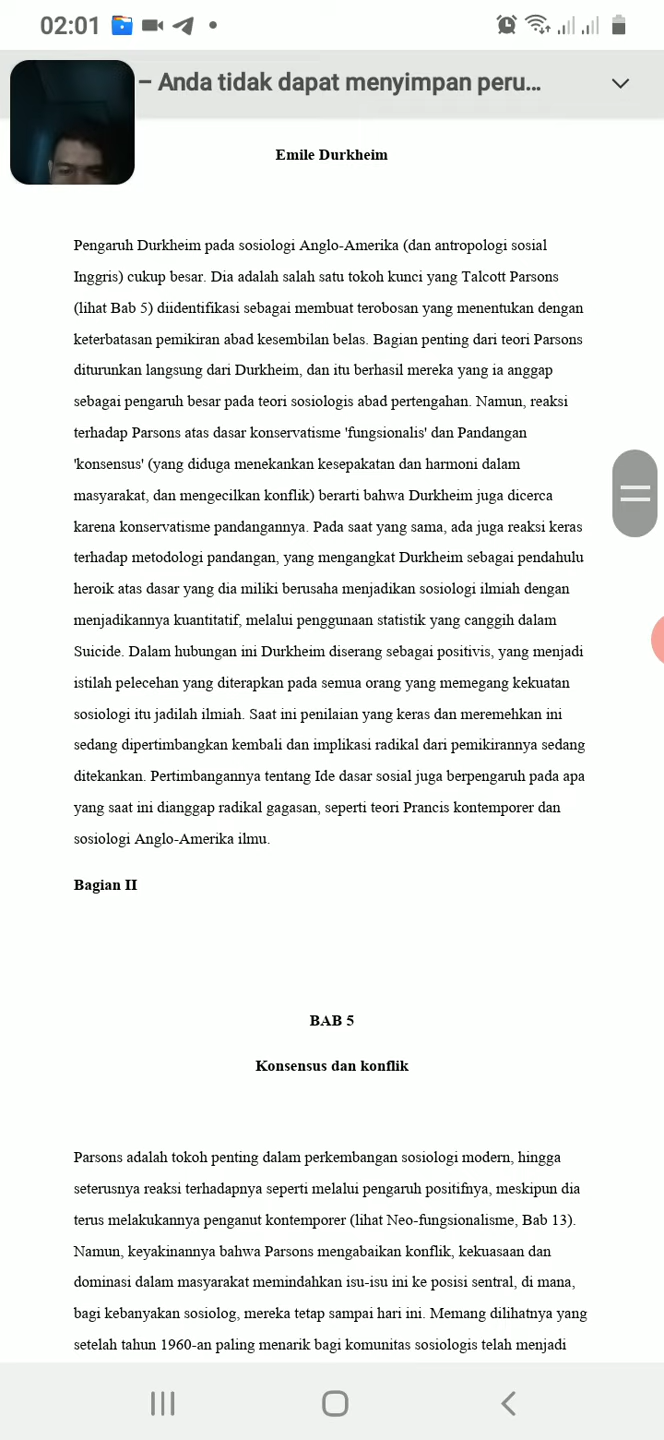 02:01
– Anda tidak dapat menyimpan peru...
Emile Durkheim
Pengaruh Durkheim pada sosiologi Anglo-Amerika (dan antropologi sosial
Inggris) cukup besar. Dia adalah salah satu tokoh kunci yang Talcott Parsons
(lihat Bab 5) diidentifikasi sebagai membuat terobosan yang menentukan dengan
keterbatasan pemikiran abad kesembilan belas. Bagian penting dari teori Parsons
diturunkan langsung dari Durkheim, dan itu berhasil mereka yang ia anggap
sebagai pengaruh besar pada teori sosiologis abad pertengahan. Namun, reaksi
terhadap Parsons atas dasar konservatisme 'fungsionalis' dan Pandangan
'konsensus' (yang diduga menekankan kesepakatan dan harmoni dalam
masyarakat, dan mengecilkan konflik) berarti bahwa Durkheim juga dicerca
karena konservatisme pandangannya. Pada saat yang sama, ada juga reaksi keras
terhadap metodologi pandangan, yang mengangkat Durkheim sebagai pendahulu
heroik atas dasar yang dia miliki berusaha menjadikan sosiologi ilmiah dengan
menjadikannya kuantitatif, melalui penggunaan statistik yang canggih dalam
Suicide. Dalam hubungan ini Durkheim diserang sebagai positivis, yang menjadi
istilah pelecehan yang diterapkan pada semua orang yang memegang kekuatan
sosiologi itu jadilah ilmiah. Saat ini penilaian yang keras dan meremehkan ini
sedang dipertimbangkan kembali dan implikasi radikal dari pemikirannya sedang
ditekankan. Pertimbangannya tentang Ide dasar sosial juga berpengaruh pada apa
yang saat ini dianggap radikal gagasan, seperti teori Prancis kontemporer dan
sosiologi Anglo-Amerika ilmu.
Bagian II
BAB 5
Konsensus dan konflik
Parsons adalah tokoh penting dalam perkembangan sosiologi modern, hingga
seterusnya reaksi terhadapnya seperti melalui pengaruh positifnya, meskipun dia
terus melakukannya penganut kontemporer (lihat Neo-fungsionalisme, Bab 13).
Namun, keyakinannya bahwa Parsons mengabaikan konflik, kekuasaan dan
dominasi dalam masyarakat memindahkan isu-isu ini ke posisi sentral, di mana,
bagi kebanyakan sosiolog, mereka tetap sampai hari ini. Memang dilihatnya yang
setelah tahun 1960-an paling menarik bagi komunitas sosiologis telah menjadi